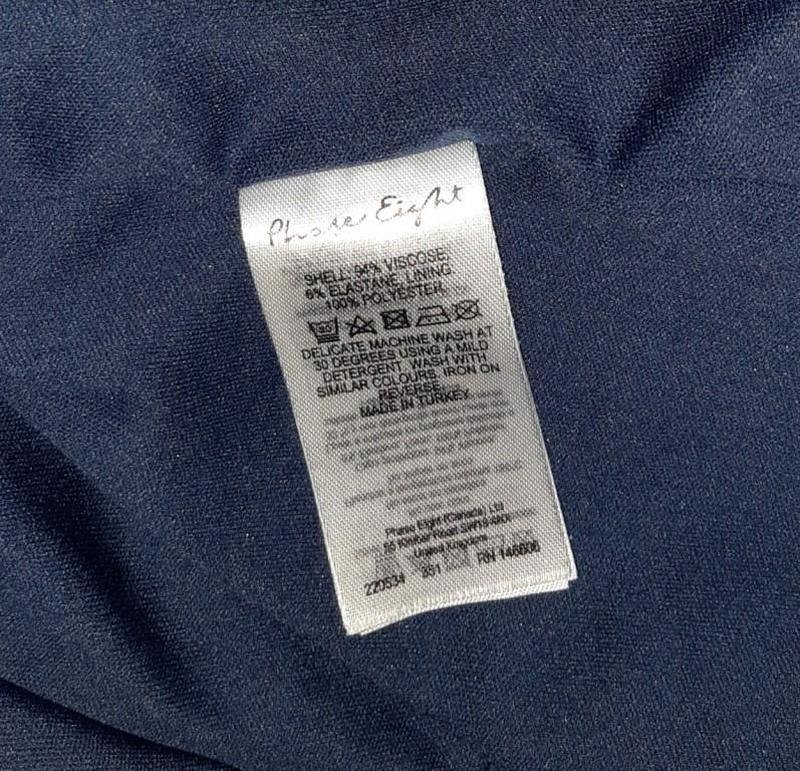 Phase Eight
SHELL: 94% VISCOSE,
6% ELASTANE. LINING:
100% POLYESTER.
30
DELICATE MACHINE WASH AT
30 DEGREES USING A MILD
DETERGENT. WASH WITH
SIMILAR COLOURS. IRON ON
REVERSE.
MADE IN TURKEY
Phase Eight (Canada) Ltd
Road
United Kingdom
220534 351 RN 146606